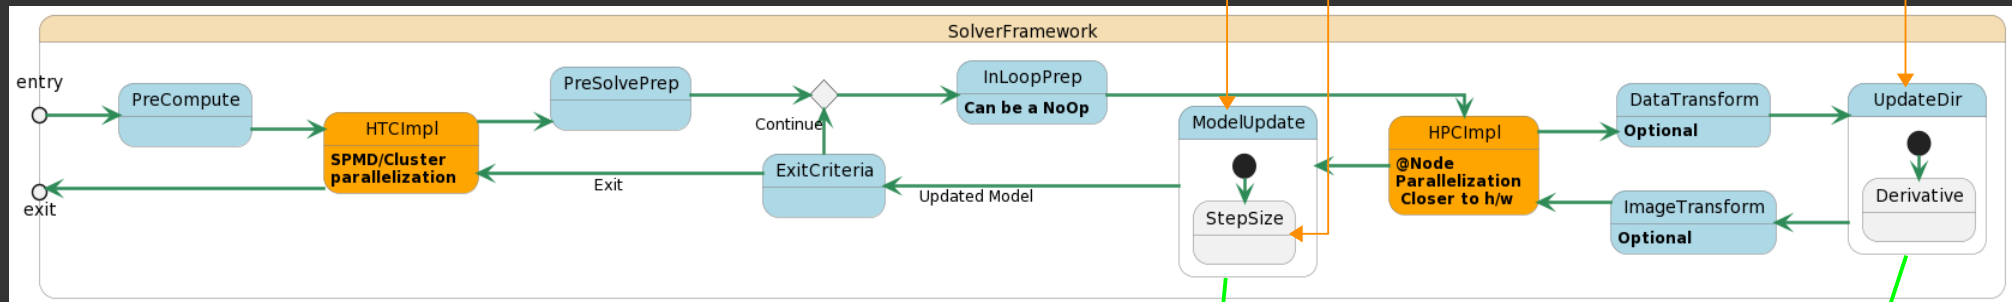 SolverFramework
entry
PreCompute
HTCImpl
SPMD/Cluster
parallelization
PreSolvePrep
Continue
InLoopPrep
Can be a NoOp
ModelUpdate
StepSize
HPCImpl
@Node
Parallelization
Closer to h/w
DataTransform
Optional
UpdateDir
Derivative
ImageTransform
Optional
Updated Model
ExitCriteria
Exit
exit